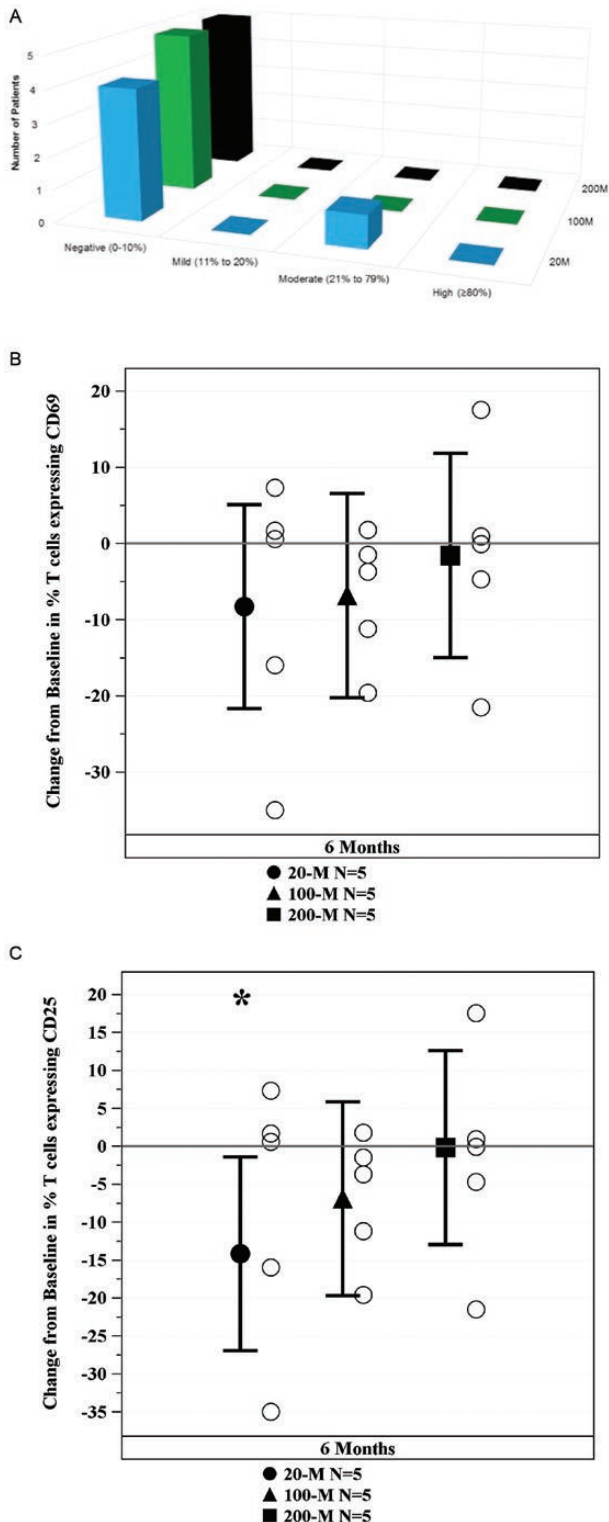 A
Number of Patients
5
4
3
2
1
0
Negative (0-10%)
Mild (11% to 20%)
Moderate (21% to 79%)
High (≥80%)
20M
100M
200M
B
Change from Baseline in % T cells expressing CD69
20
10
0
-10
-20
-30
6 Months
20-M N=5
100-M N=5
200-M N=5
C
Change from Baseline in % T cells expressing CD25
20
15
10
5
0
-5
-10
-15
-20
-25
-30
-35
*
6 Months
20-M N=5
100-M N=5
200-M N=5